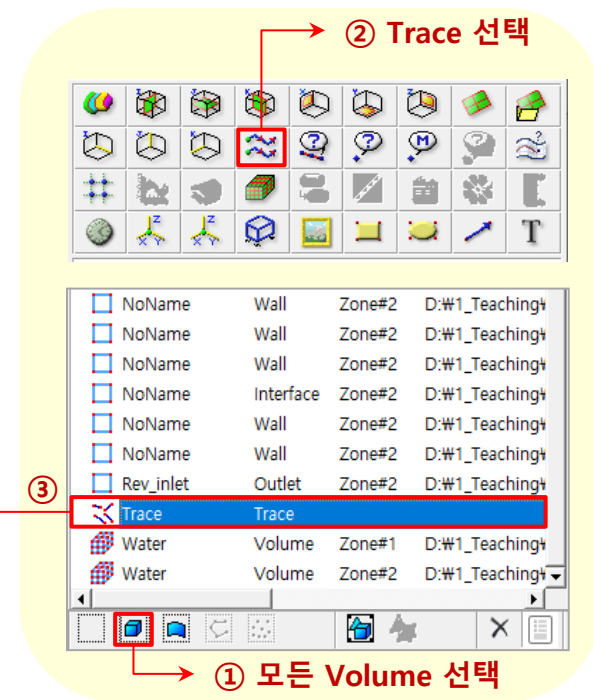 ② Trace 선택
NoName Wall Zone#2 D:₩1_Teaching₩
NoName Wall Zone#2 D:₩1_Teaching₩
NoName Wall Zone#2 D:₩1_Teaching₩
NoName Interface Zone#2 D:₩1_Teaching₩
NoName Wall Zone#2 D:₩1_Teaching₩
NoName Wall Zone#2 D:₩1_Teaching₩
Rev_inlet Outlet Zone#2 D:₩1_Teaching₩
③
Trace Trace
Water Volume Zone#1 D:₩1_Teaching₩
Water Volume Zone#2 D:₩1_Teaching₩
① 모든 Volume 선택